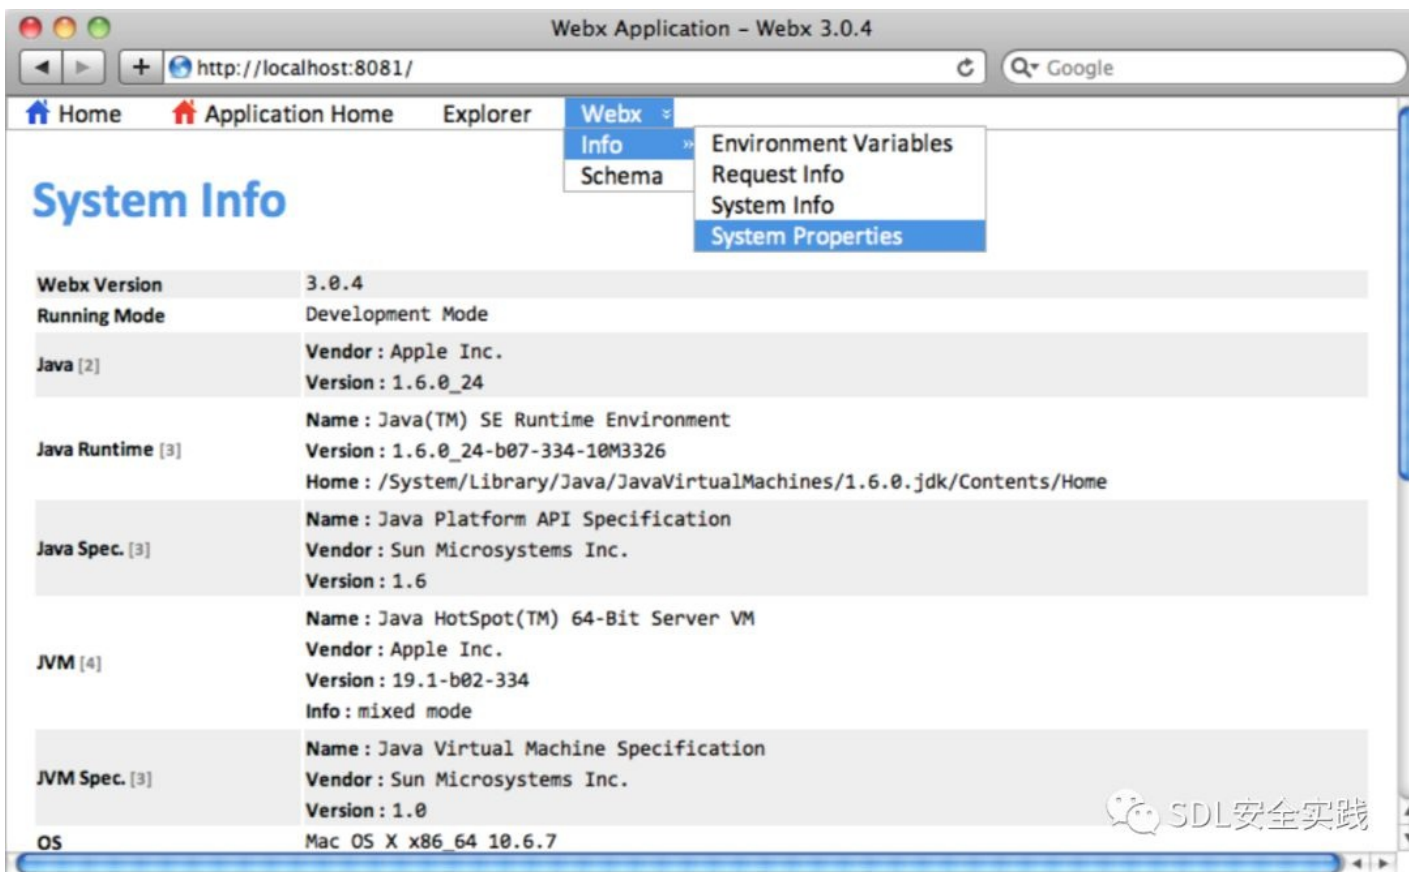 Webx Application – Webx 3.0.4
http://localhost:8081/
Google
Home Application Home Explorer Webx
Info
Schema
Environment Variables
Request Info
System Info
System Properties
System Info
Webx Version 3.0.4
Running Mode Development Mode
Java [2]
Vendor : Apple Inc.
Version : 1.6.0_24
Java Runtime [3]
Name : Java(TM) SE Runtime Environment
Version : 1.6.0_24-b07-334-10M3326
Home : /System/Library/Java/JavaVirtualMachines/1.6.0.jdk/Contents/Home
Java Spec. [3]
Name : Java Platform API Specification
Vendor : Sun Microsystems Inc.
Version : 1.6
JVM [4]
Name : Java HotSpot(TM) 64-Bit Server VM
Vendor : Apple Inc.
Version : 19.1-b02-334
Info : mixed mode
JVM Spec. [3]
Name : Java Virtual Machine Specification
Vendor : Sun Microsystems Inc.
Version : 1.0
OS Mac OS X x86_64 10.6.7
SDL安全实践